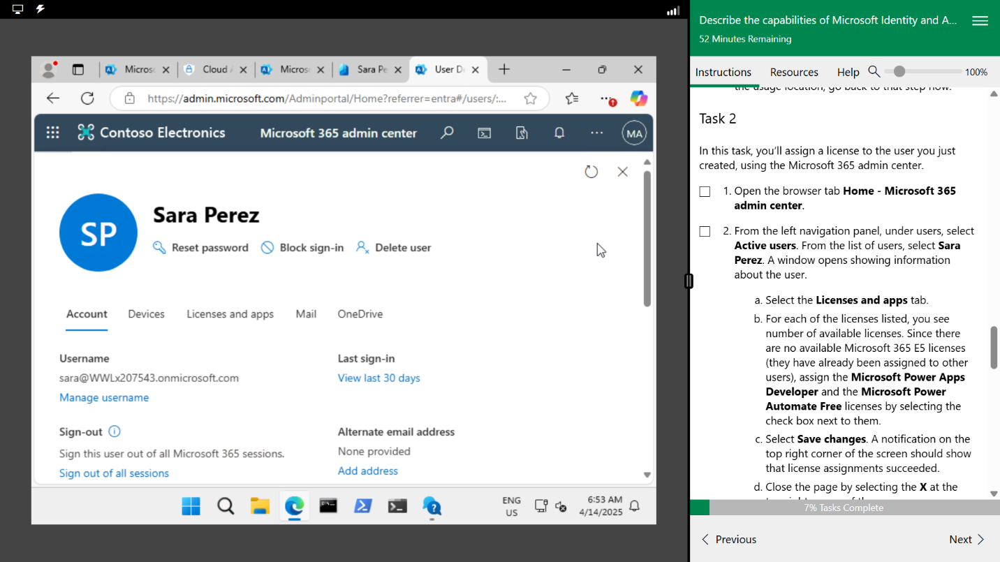 Microso
Cloud
Micros
Sara Pe
User D
https://admin.microsoft.com/Adminportal/Home?referrer=entra#/users/:...
Contoso Electronics
Microsoft 365 admin center
MA
SP
Sara Perez
Reset password
Block sign-in
Delete user
Account
Devices
Licenses and apps
Mail
OneDrive
Username
sara@WWLx207543.onmicrosoft.com
Manage username
Last sign-in
View last 30 days
Sign-out
Sign this user out of all Microsoft 365 sessions.
Sign out of all sessions
Alternate email address
None provided
Add address
ENG
US
6:53 AM
4/14/2025
Describe the capabilities of Microsoft Identity and A...
52 Minutes Remaining
Instructions
Resources
Help
100%
the usage location, go back to that step now.
Task 2
In this task, you'll assign a license to the user you just
created, using the Microsoft 365 admin center.
1. Open the browser tab Home - Microsoft 365
admin center.
2. From the left navigation panel, under users, select
Active users. From the list of users, select Sara
Perez. A window opens showing information
about the user.
a. Select the Licenses and apps tab.
b. For each of the licenses listed, you see
number of available licenses. Since there
are no available Microsoft 365 E5 licenses
(they have already been assigned to other
users), assign the Microsoft Power Apps
Developer and the Microsoft Power
Automate Free licenses by selecting the
check box next to them.
c. Select Save changes. A notification on the
top right corner of the screen should show
that license assignments succeeded.
d. Close the page by selecting the X at the
7% Tasks Complete
Previous
Next